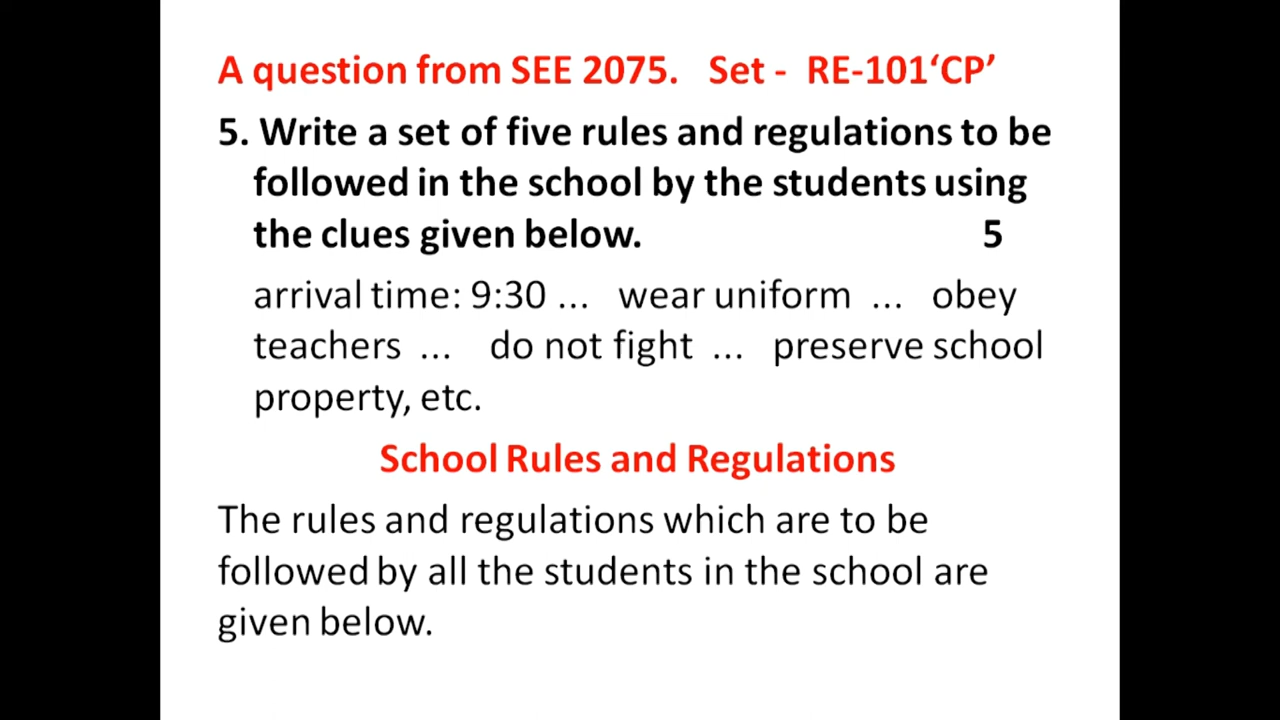 A question from SEE 2075. Set - RE-101‘CP’
5. Write a set of five rules and regulations to be
followed in the school by the students using
the clues given below. 5
arrival time: 9:30 ... wear uniform ... obey
teachers ... do not fight ... preserve school
property, etc.
School Rules and Regulations
The rules and regulations which are to be
followed by all the students in the school are
given below.